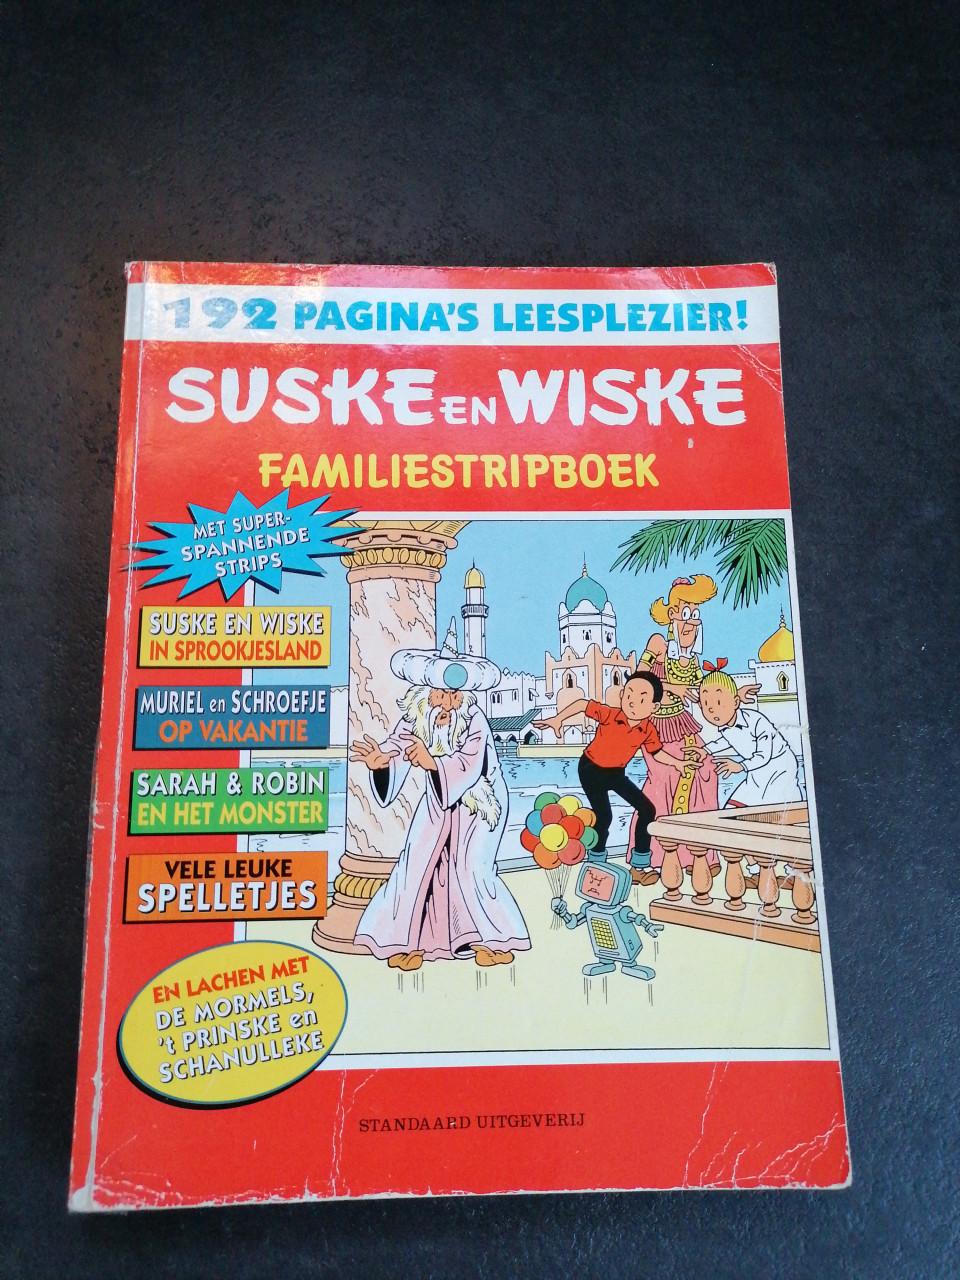 192 PAGINA'S LEESPLEZIER!
SUSKE EN WISKE
FAMILIESTRIPBOEK
MET SUPER-
SPANNENDE
STRIPS
SUSKE EN WISKE
IN SPROOKJESLAND
MURIEL en SCHROEFJE
OP VAKANTIE
SARAH & ROBIN
EN HET MONSTER
VELE LEUKE
SPELLETJES
EN LACHEN MET
DE MORMELS,
't PRINSKE en
SCHANULLEKE
STANDAARD UITGEVERIJ